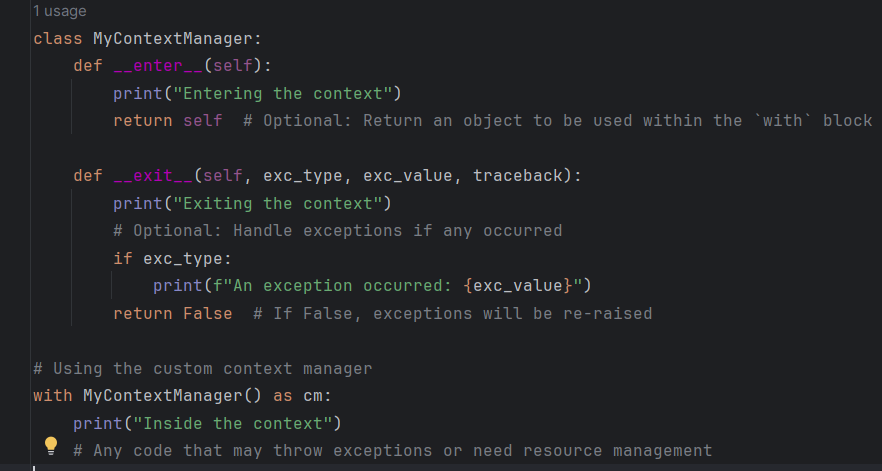 1 usage
class MyContextManager:
    def __enter__(self):
        print("Entering the context")
        return self  # Optional: Return an object to be used within the `with` block

    def __exit__(self, exc_type, exc_value, traceback):
        print("Exiting the context")
        # Optional: Handle exceptions if any occurred
        if exc_type:
            print(f"An exception occurred: {exc_value}")
        return False  # If False, exceptions will be re-raised

# Using the custom context manager
with MyContextManager() as cm:
    print("Inside the context")
    # Any code that may throw exceptions or need resource management